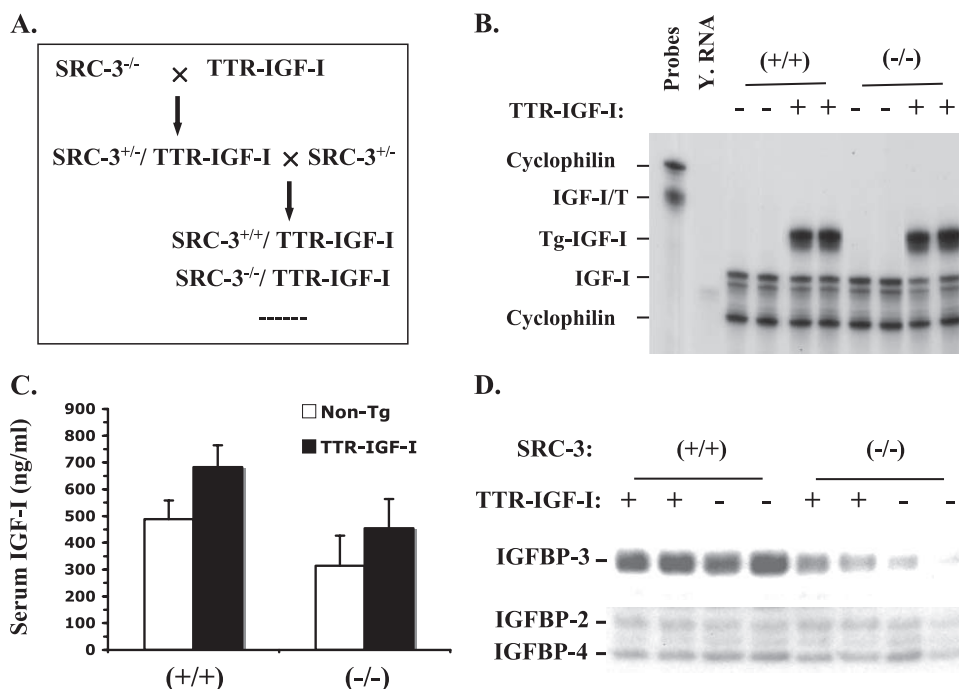 A.
SRC-3-/- × TTR-IGF-I
SRC-3+/-/ TTR-IGF-I × SRC-3+/-
SRC-3+/+/ TTR-IGF-I
SRC-3-/-/ TTR-IGF-I
------
B.
Probes
Y. RNA
(+/+) (-/-)
TTR-IGF-I: - - + + - - + +
Cyclophilin
IGF-I/T
Tg-IGF-I
IGF-I
Cyclophilin
C.
Serum IGF-I (ng/ml)
900
800
700
600
500
400
300
200
100
0
Non-Tg
TTR-IGF-I
(+/+) (-/-)
D.
SRC-3: (+/+) (-/-)
TTR-IGF-I: + + - - + + - -
IGFBP-3
IGFBP-2
IGFBP-4